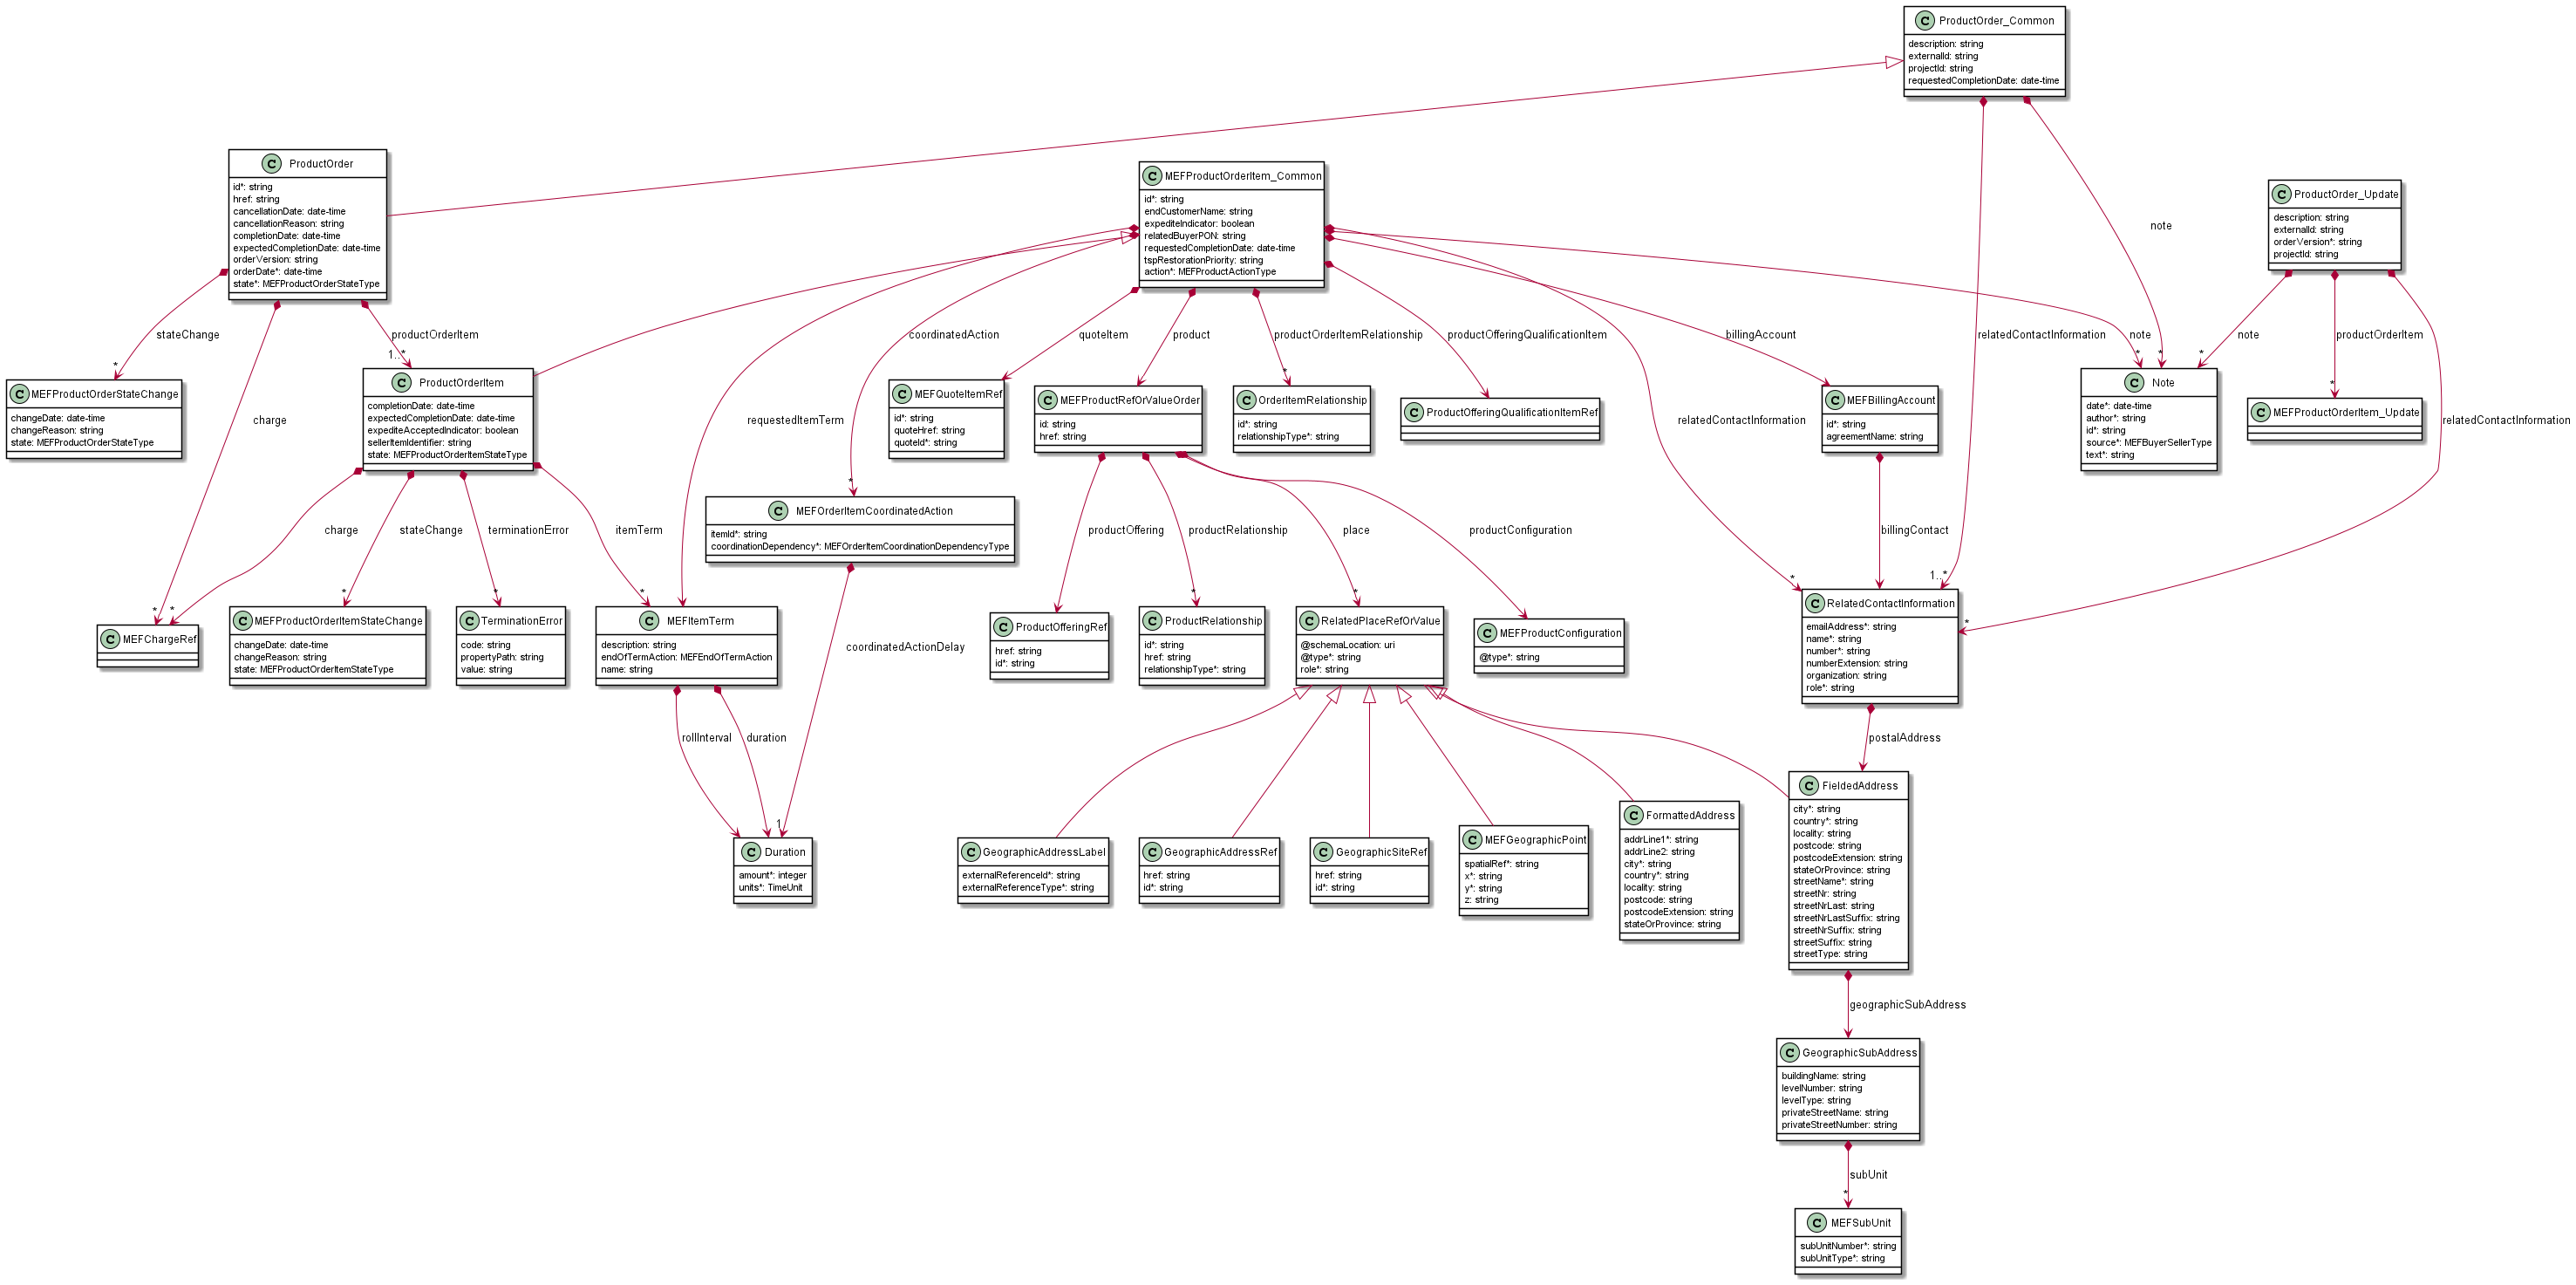 C ProductOrder_Common
description: string
externalId: string
projectId: string
requestedCompletionDate: date-time
C ProductOrder
id*: string
href: string
cancellationDate: date-time
cancellationReason: string
completionDate: date-time
expectedCompletionDate: date-time
orderVersion: string
orderDate*: date-time
state*: MEFProductOrderStateType
C MEFProductOrderItem_Common
id*: string
endCustomerName: string
expediteIndicator: boolean
relatedBuyerPON: string
requestedCompletionDate: date-time
tspRestorationPriority: string
action*: MEFProductActionType
C ProductOrder_Update
description: string
externalId: string
orderVersion*: string
projectId: string
note
stateChange
*
productOrderItem
1..*
charge
*
coordinatedAction
*
requestedItemTerm
quoteItem
product
productOrderItemRelationship
*
productOfferingQualificationItem
billingAccount
relatedContactInformation
*
relatedContactInformation
1..*
note
*
*
note
*
productOrderItem
*
relatedContactInformation
*
C MEFProductOrderStateChange
changeDate: date-time
changeReason: string
state: MEFProductOrderStateType
C ProductOrderItem
completionDate: date-time
expectedCompletionDate: date-time
expediteAcceptedIndicator: boolean
sellerItemIdentifier: string
state: MEFProductOrderItemStateType
C MEFQuoteItemRef
id*: string
quoteHref: string
quoteId*: string
C MEFProductRefOrValueOrder
id: string
href: string
C OrderItemRelationship
id*: string
relationshipType*: string
C ProductOfferingQualificationItemRef
C MEFBillingAccount
id*: string
agreementName: string
C Note
date*: date-time
author*: string
id*: string
source*: MEFBuyerSellerType
text*: string
C MEFProductOrderItem_Update
C MEFOrderItemCoordinatedAction
itemId*: string
coordinationDependency*: MEFOrderItemCoordinationDependencyType
charge
*
stateChange
*
terminationError
*
itemTerm
*
productOffering
productRelationship
*
place
*
productConfiguration
billingContact
C MEFChargeRef
C MEFProductOrderItemStateChange
changeDate: date-time
changeReason: string
state: MEFProductOrderItemStateType
C TerminationError
code: string
propertyPath: string
value: string
C MEFItemTerm
description: string
endOfTermAction: MEFEndOfTermAction
name: string
coordinatedActionDelay
1
C ProductOfferingRef
href: string
id*: string
C ProductRelationship
id*: string
href: string
relationshipType*: string
C RelatedPlaceRefOrValue
@schemaLocation: uri
@type*: string
role*: string
C MEFProductConfiguration
@type*: string
C RelatedContactInformation
emailAddress*: string
name*: string
number*: string
numberExtension: string
organization: string
role*: string
rollInterval
duration
postalAddress
C Duration
amount*: integer
units*: TimeUnit
C GeographicAddressLabel
externalReferenceId*: string
externalReferenceType*: string
C GeographicAddressRef
href: string
id*: string
C GeographicSiteRef
href: string
id*: string
C MEFGeographicPoint
spatialRef*: string
x*: string
y*: string
z: string
C FormattedAddress
addrLine1*: string
addrLine2: string
city*: string
country*: string
locality: string
postcode: string
postcodeExtension: string
stateOrProvince: string
C FieldedAddress
city*: string
country*: string
locality: string
postcode: string
postcodeExtension: string
stateOrProvince: string
streetName*: string
streetNr: string
streetNrLast: string
streetNrLastSuffix: string
streetNrSuffix: string
streetSuffix: string
streetType: string
geographicSubAddress
C GeographicSubAddress
buildingName: string
levelNumber: string
levelType: string
privateStreetName: string
privateStreetNumber: string
subUnit
*
C MEFSubUnit
subUnitNumber*: string
subUnitType*: string